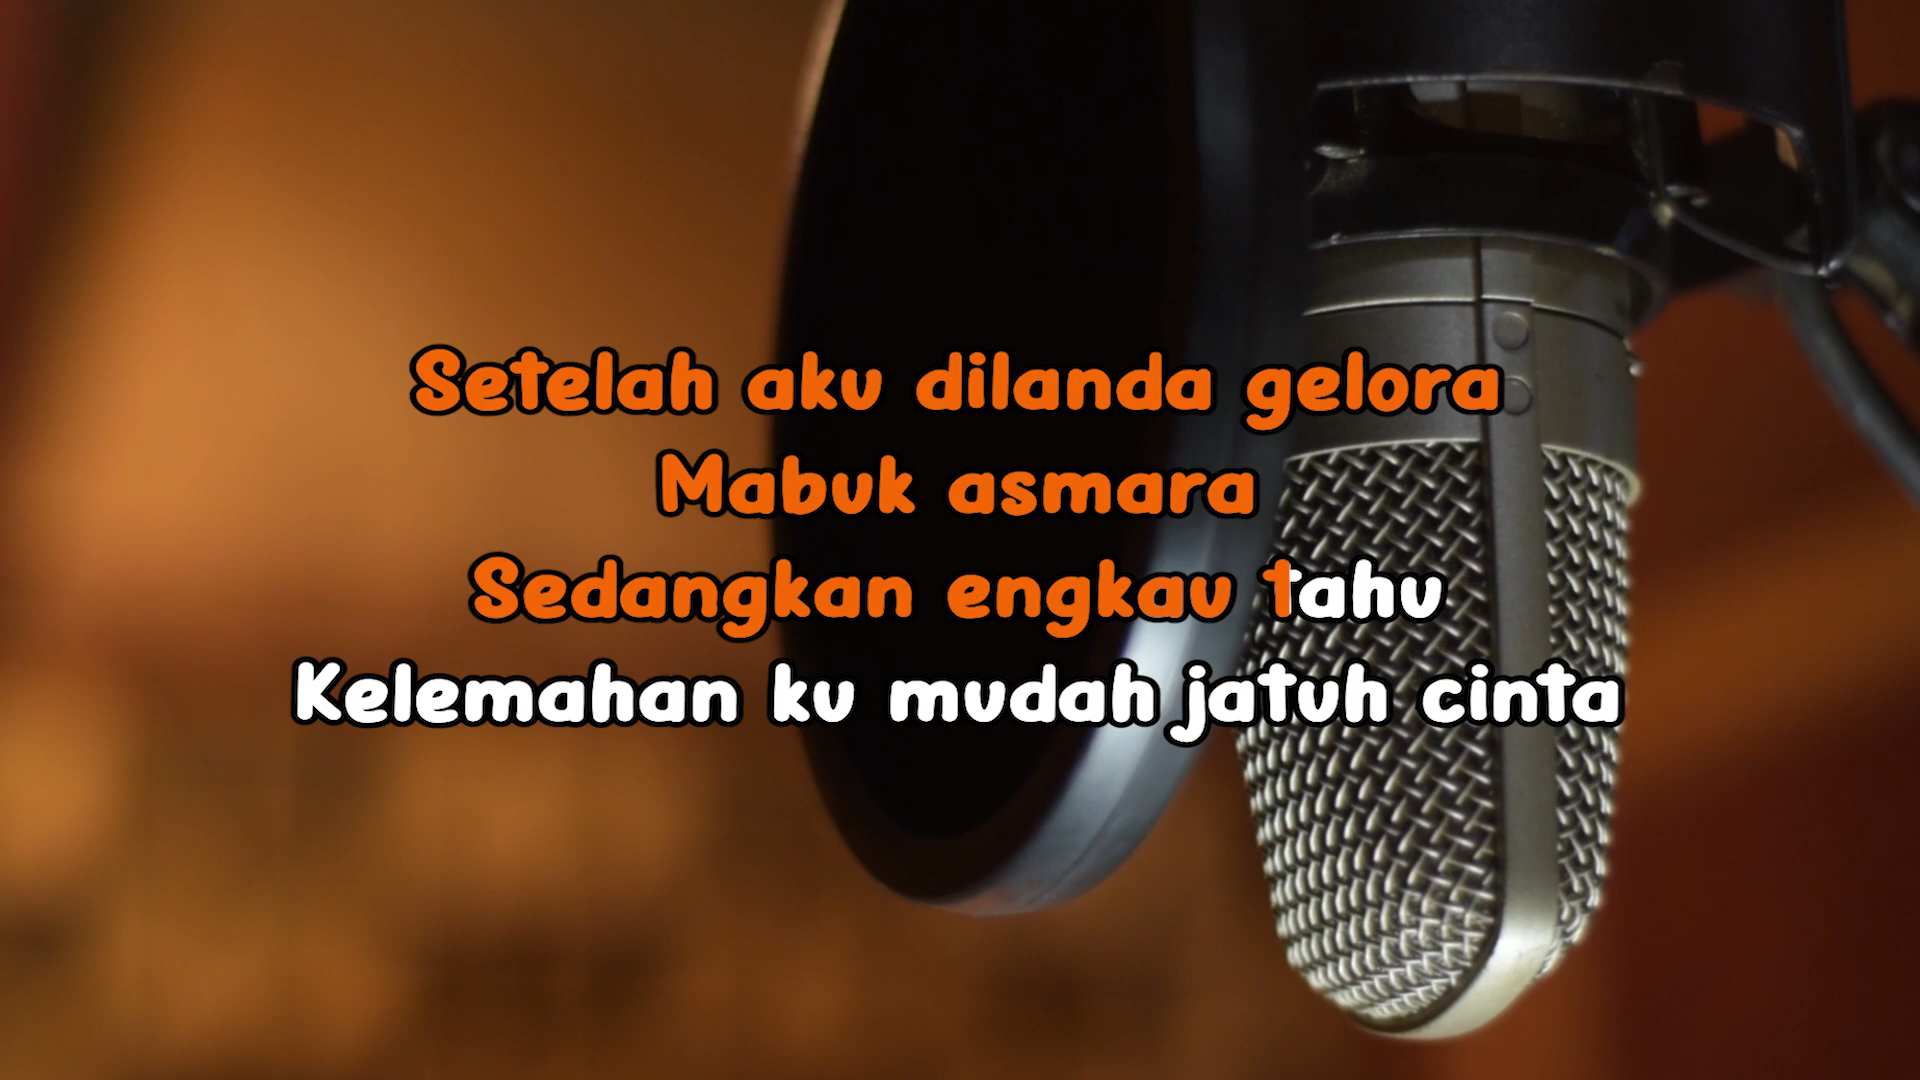 Setelah aku dilanda gelora
Mabuk asmara
Sedangkan engkau tahu
Kelemahan ku mudah jatuh cinta